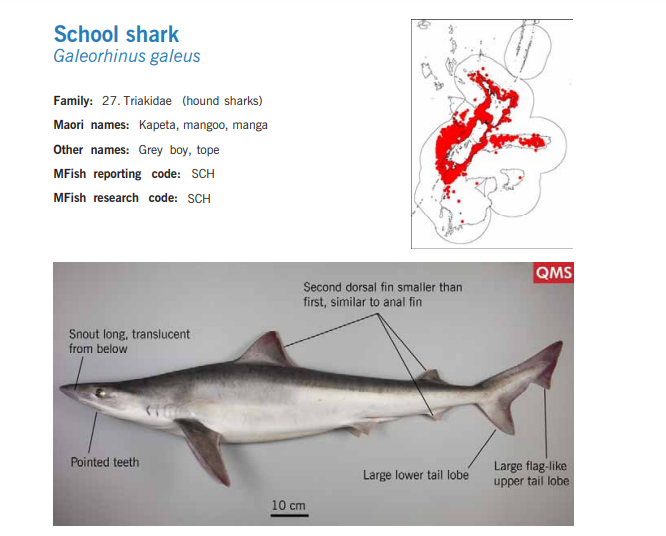 School shark
Galeorhinus galeus
Family: 27. Triakidae (hound sharks)
Maori names: Kapeta, mangoo, manga
Other names: Grey boy, tope
MFish reporting code: SCH
MFish research code: SCH
QMS
Second dorsal fin smaller than
first, similar to anal fin
Snout long, translucent
from below
Pointed teeth
Large lower tail lobe
Large flag-like
upper tail lobe
10 cm